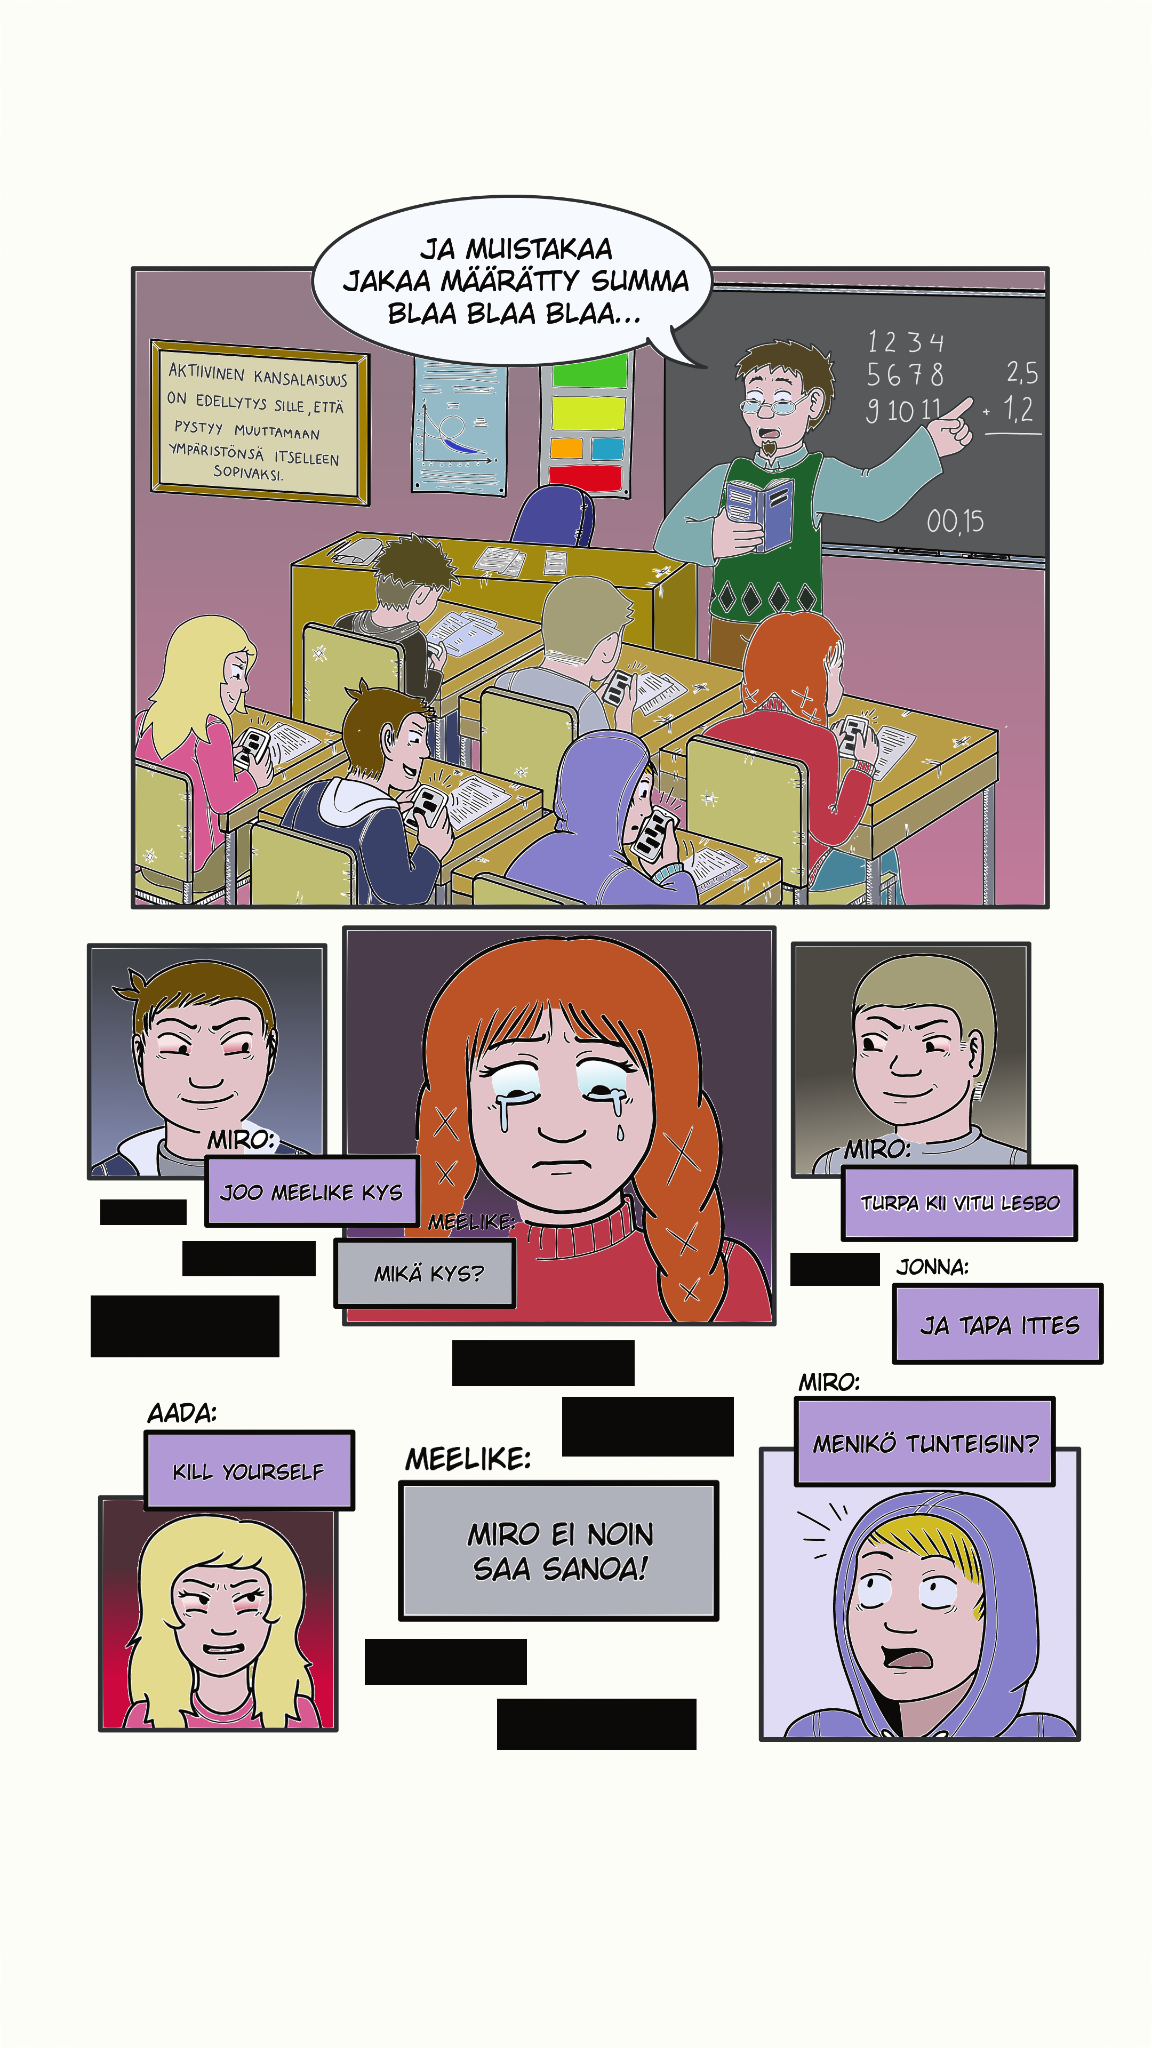 JA MUISTAKAA
JAKAA MÄÄRÄTTY SUMMA
BLAA BLAA BLAA...
AKTIIVINEN KANSALAISUUS
ON EDELLYTYS SILLE, ETTÄ
PYSTYY MUUTTAMAAN
YMPÄRISTÖNSÄ ITSELLEEN
SOPIVAKSI.
1 2 3 4
5 6 7 8
9 10 11
2,5
+ 1,2
00,15
MIRO:
JOO MEELIKE KYS
MEELIKE:
MIKÄ KYS?
MIRO:
TURPA KII VITU LESBO
JONNA:
JA TAPA ITTES
AADA:
KILL YOURSELF
MEELIKE:
MIRO EI NOIN
SAA SANOA!
MIRO:
MENIKÖ TUNTEISIIN?